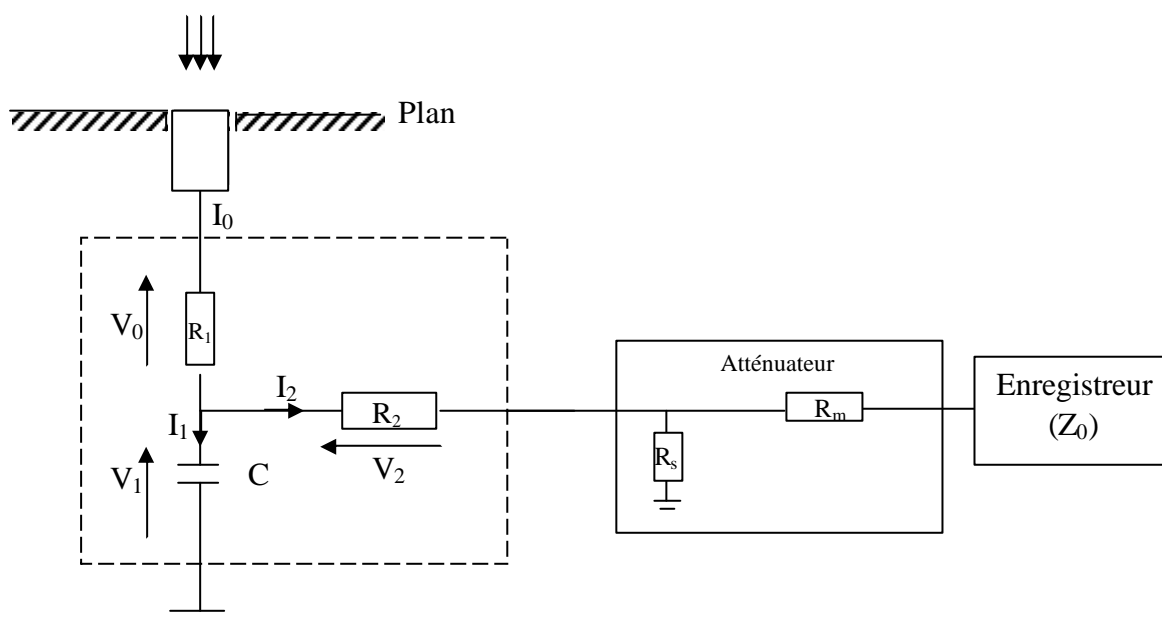 Plan
I₀
V₀
R₁
I₂
I₁
R₂
V₂
V₁
C
Atténuateur
Rₘ
Rₛ
Enregistreur
(Z₀)